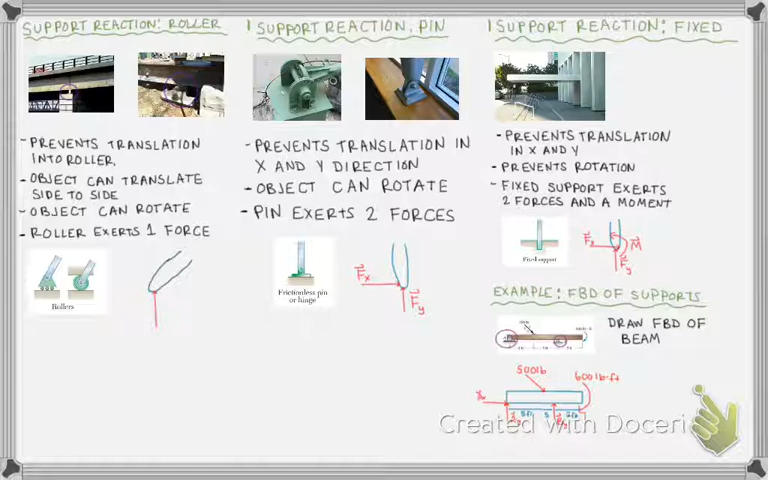 SUPPORT REACTION: ROLLER
- PREVENTS TRANSLATION
INTO ROLLER.
- OBJECT CAN TRANSLATE
SIDE TO SIDE
- OBJECT CAN ROTATE
- ROLLER EXERTS 1 FORCE
Rollers
SUPPORT REACTION: PIN
- PREVENTS TRANSLATION IN
X AND Y DIRECTION
- OBJECT CAN ROTATE
- PIN EXERTS 2 FORCES
Frictionless pin
or hinge
Fx
Fy
SUPPORT REACTION: FIXED
- PREVENTS TRANSLATION
IN X AND Y
- PREVENTS ROTATION
- FIXED SUPPORT EXERTS
2 FORCES AND A MOMENT
Fixed support
Fx
M
Fy
EXAMPLE: FBD OF SUPPORTS
DRAW FBD OF
BEAM
500lb
600lb·ft
Created with Doceri